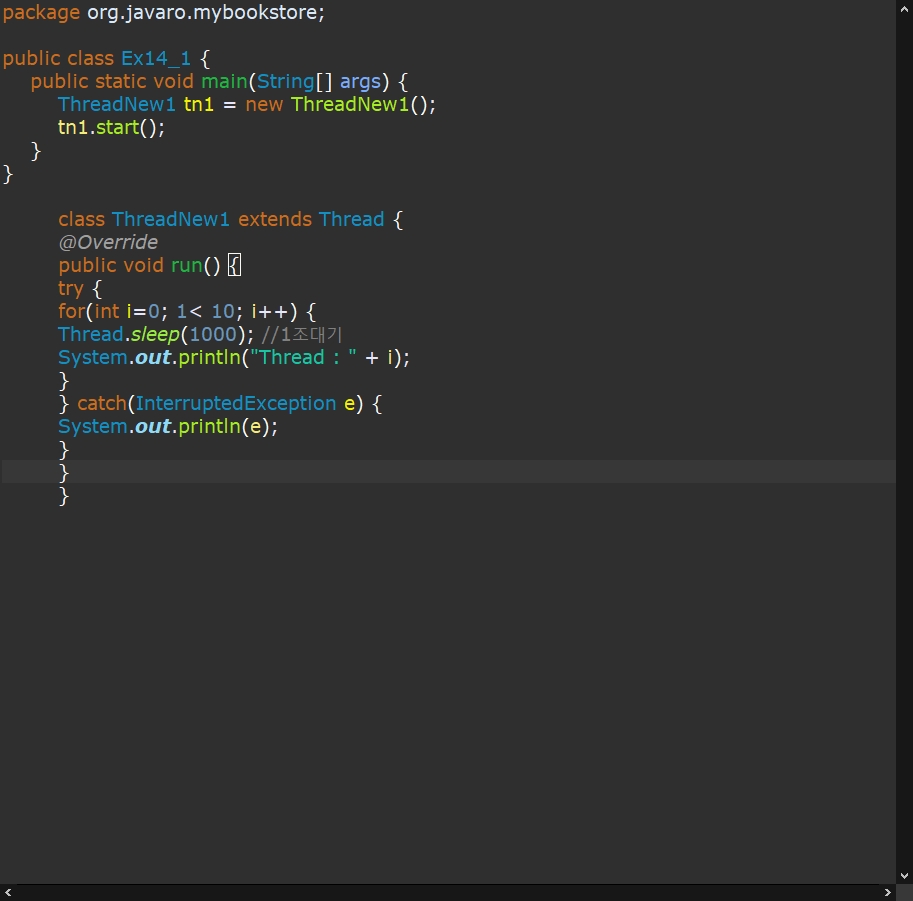 package org.javaro.mybookstore;
public class Ex14_1 {
public static void main(String[] args) {
ThreadNew1 tn1 = new ThreadNew1();
tn1.start();
}
}
class ThreadNew1 extends Thread {
@Override
public void run() {
try {
for(int i=0; 1< 10; i++) {
Thread.sleep(1000); //1조대기
System.out.println("Thread : " + i);
}
} catch(InterruptedException e) {
System.out.println(e);
}
}
}